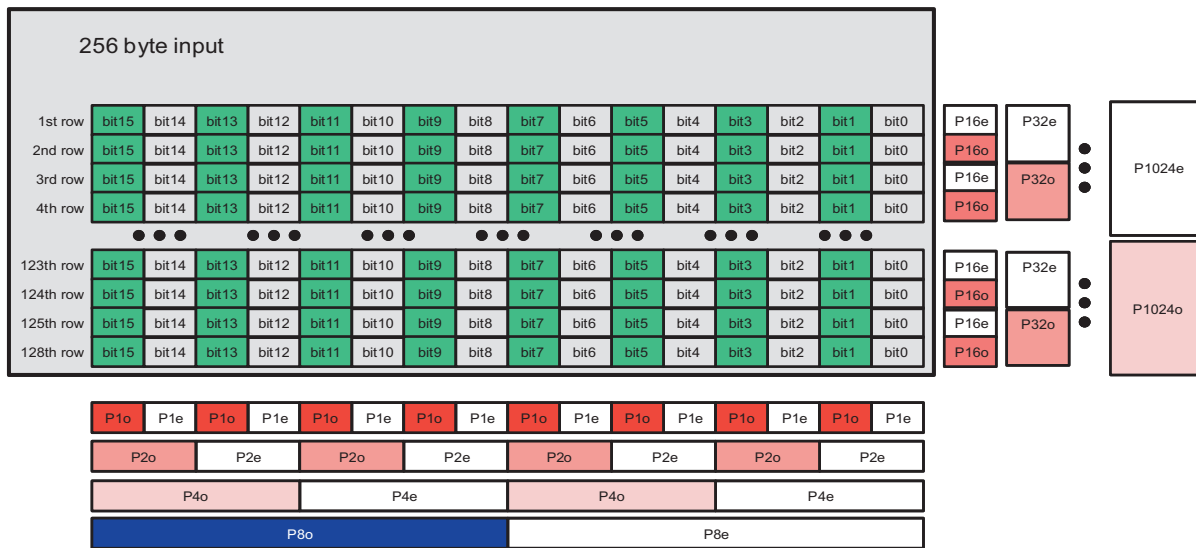 256 byte input
1st row bit15 bit14 bit13 bit12 bit11 bit10 bit9 bit8 bit7 bit6 bit5 bit4 bit3 bit2 bit1 bit0 P16e P32e
2nd row bit15 bit14 bit13 bit12 bit11 bit10 bit9 bit8 bit7 bit6 bit5 bit4 bit3 bit2 bit1 bit0 P16o
3rd row bit15 bit14 bit13 bit12 bit11 bit10 bit9 bit8 bit7 bit6 bit5 bit4 bit3 bit2 bit1 bit0 P16e P32o P1024e
4th row bit15 bit14 bit13 bit12 bit11 bit10 bit9 bit8 bit7 bit6 bit5 bit4 bit3 bit2 bit1 bit0 P16o
123th row bit15 bit14 bit13 bit12 bit11 bit10 bit9 bit8 bit7 bit6 bit5 bit4 bit3 bit2 bit1 bit0 P16e P32e
124th row bit15 bit14 bit13 bit12 bit11 bit10 bit9 bit8 bit7 bit6 bit5 bit4 bit3 bit2 bit1 bit0 P16o P1024o
125th row bit15 bit14 bit13 bit12 bit11 bit10 bit9 bit8 bit7 bit6 bit5 bit4 bit3 bit2 bit1 bit0 P16e P32o
128th row bit15 bit14 bit13 bit12 bit11 bit10 bit9 bit8 bit7 bit6 bit5 bit4 bit3 bit2 bit1 bit0 P16o
P1o P1e P1o P1e P1o P1e P1o P1e P1o P1e P1o P1e P1o P1e P1o P1e
P2o P2e P2o P2e P2o P2e P2o P2e
P4o P4e P4o P4e
P8o P8e